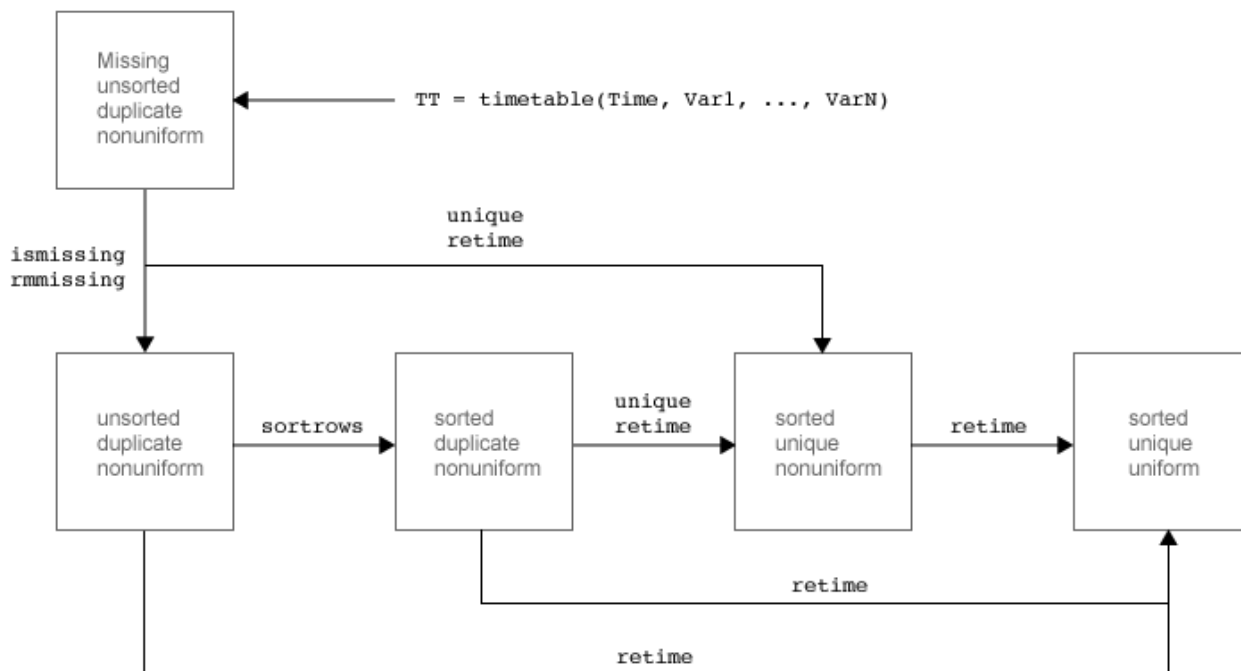 Missing
unsorted
duplicate
nonuniform
TT = timetable(Time, Var1, ..., VarN)
unique
retime
ismissing
rmmissing
unsorted
duplicate
nonuniform
sortrows
sorted
duplicate
nonuniform
unique
retime
sorted
unique
nonuniform
retime
sorted
unique
uniform
retime
retime